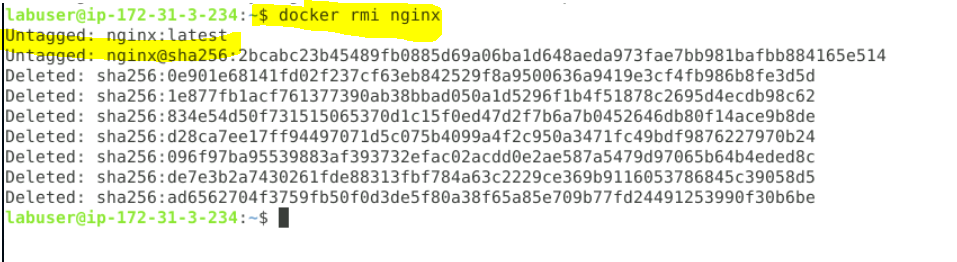 labuser@ip-172-31-3-234:~$ docker rmi nginx
Untagged: nginx:latest
Untagged: nginx@sha256:2bcabc23b45489fb0885d69a06ba1d648aeda973fae7bb981bafbb884165e514
Deleted: sha256:0e901e68141fd02f237cf63eb842529f8a9500636a9419e3cf4fb986b8fe3d5d
Deleted: sha256:1e877fb1acf761377390ab38bbad050a1d5296f1b4f51878c2695d4ecdb98c62
Deleted: sha256:834e54d50f731515065370d1c15f0ed47d2f7b6a7b0452646db80f14ace9b8de
Deleted: sha256:d28ca7ee17ff94497071d5c075b4099a4f2c950a3471fc49bdf9876227970b24
Deleted: sha256:096f97ba95539883af393732efac02acdd0e2ae587a5479d97065b64b4eded8c
Deleted: sha256:de7e3b2a7430261fde88313fbf784a63c2229ce369b9116053786845c39058d5
Deleted: sha256:ad6562704f3759fb50f0d3de5f80a38f65a85e709b77fd24491253990f30b6be
labuser@ip-172-31-3-234:~$